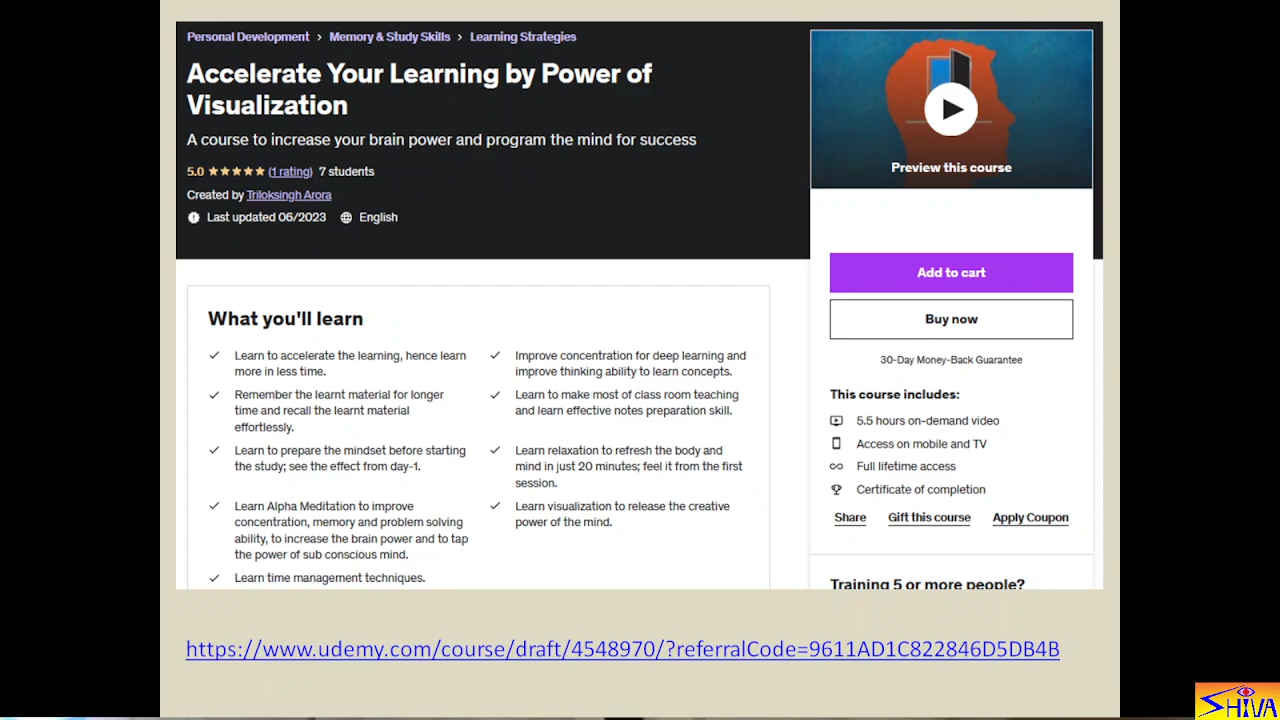 Personal Development > Memory & Study Skills > Learning Strategies
Accelerate Your Learning by Power of
Visualization
A course to increase your brain power and program the mind for success
5.0 ★★★★★ (1 rating) 7 students
Created by Triloksingh Arora
Last updated 06/2023 English
Preview this course
Add to cart
Buy now
30-Day Money-Back Guarantee
This course includes:
5.5 hours on-demand video
Access on mobile and TV
Full lifetime access
Certificate of completion
Share Gift this course Apply Coupon
Training 5 or more people?
What you'll learn
Learn to accelerate the learning, hence learn
more in less time.
Remember the learnt material for longer
time and recall the learnt material
effortlessly.
Learn to prepare the mindset before starting
the study; see the effect from day-1.
Learn Alpha Meditation to improve
concentration, memory and problem solving
ability, to increase the brain power and to tap
the power of sub conscious mind.
Learn time management techniques.
Improve concentration for deep learning and
improve thinking ability to learn concepts.
Learn to make most of class room teaching
and learn effective notes preparation skill.
Learn relaxation to refresh the body and
mind in just 20 minutes; feel it from the first
session.
Learn visualization to release the creative
power of the mind.
https://www.udemy.com/course/draft/4548970/?referralCode=9611AD1C822846D5DB4B
SHIVA